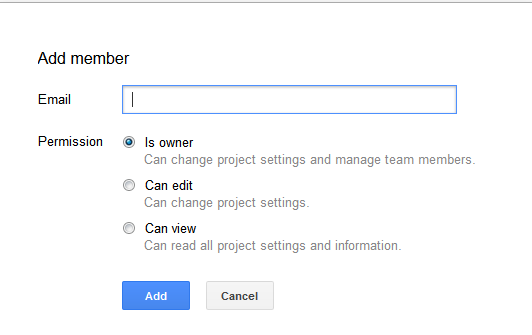 Add member
Email
Permission
Is owner
Can change project settings and manage team members.
Can edit
Can change project settings.
Can view
Can read all project settings and information.
Add Cancel